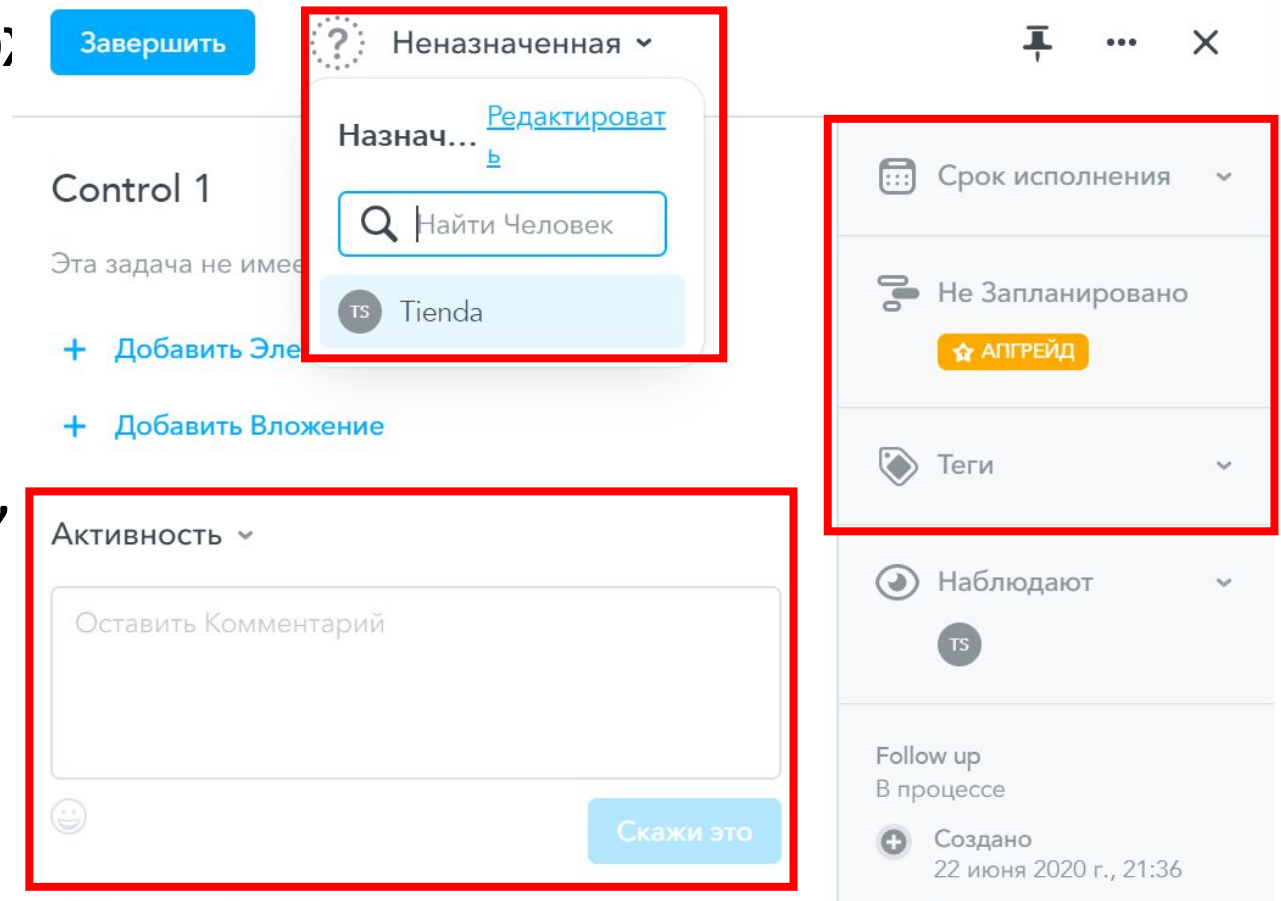 Завершить
? Неназначенная
Назнач... Редактироват
ь
Найти Человек
TS Tienda
Control 1
Эта задача не имее
+ Добавить Эле
+ Добавить Вложение
Активность
Оставить Комментарий
Скажи это
Срок исполнения
Не Запланировано
АПГРЕЙД
Теги
Наблюдают
TS
Follow up
В процессе
Создано
22 июня 2020 г., 21:36